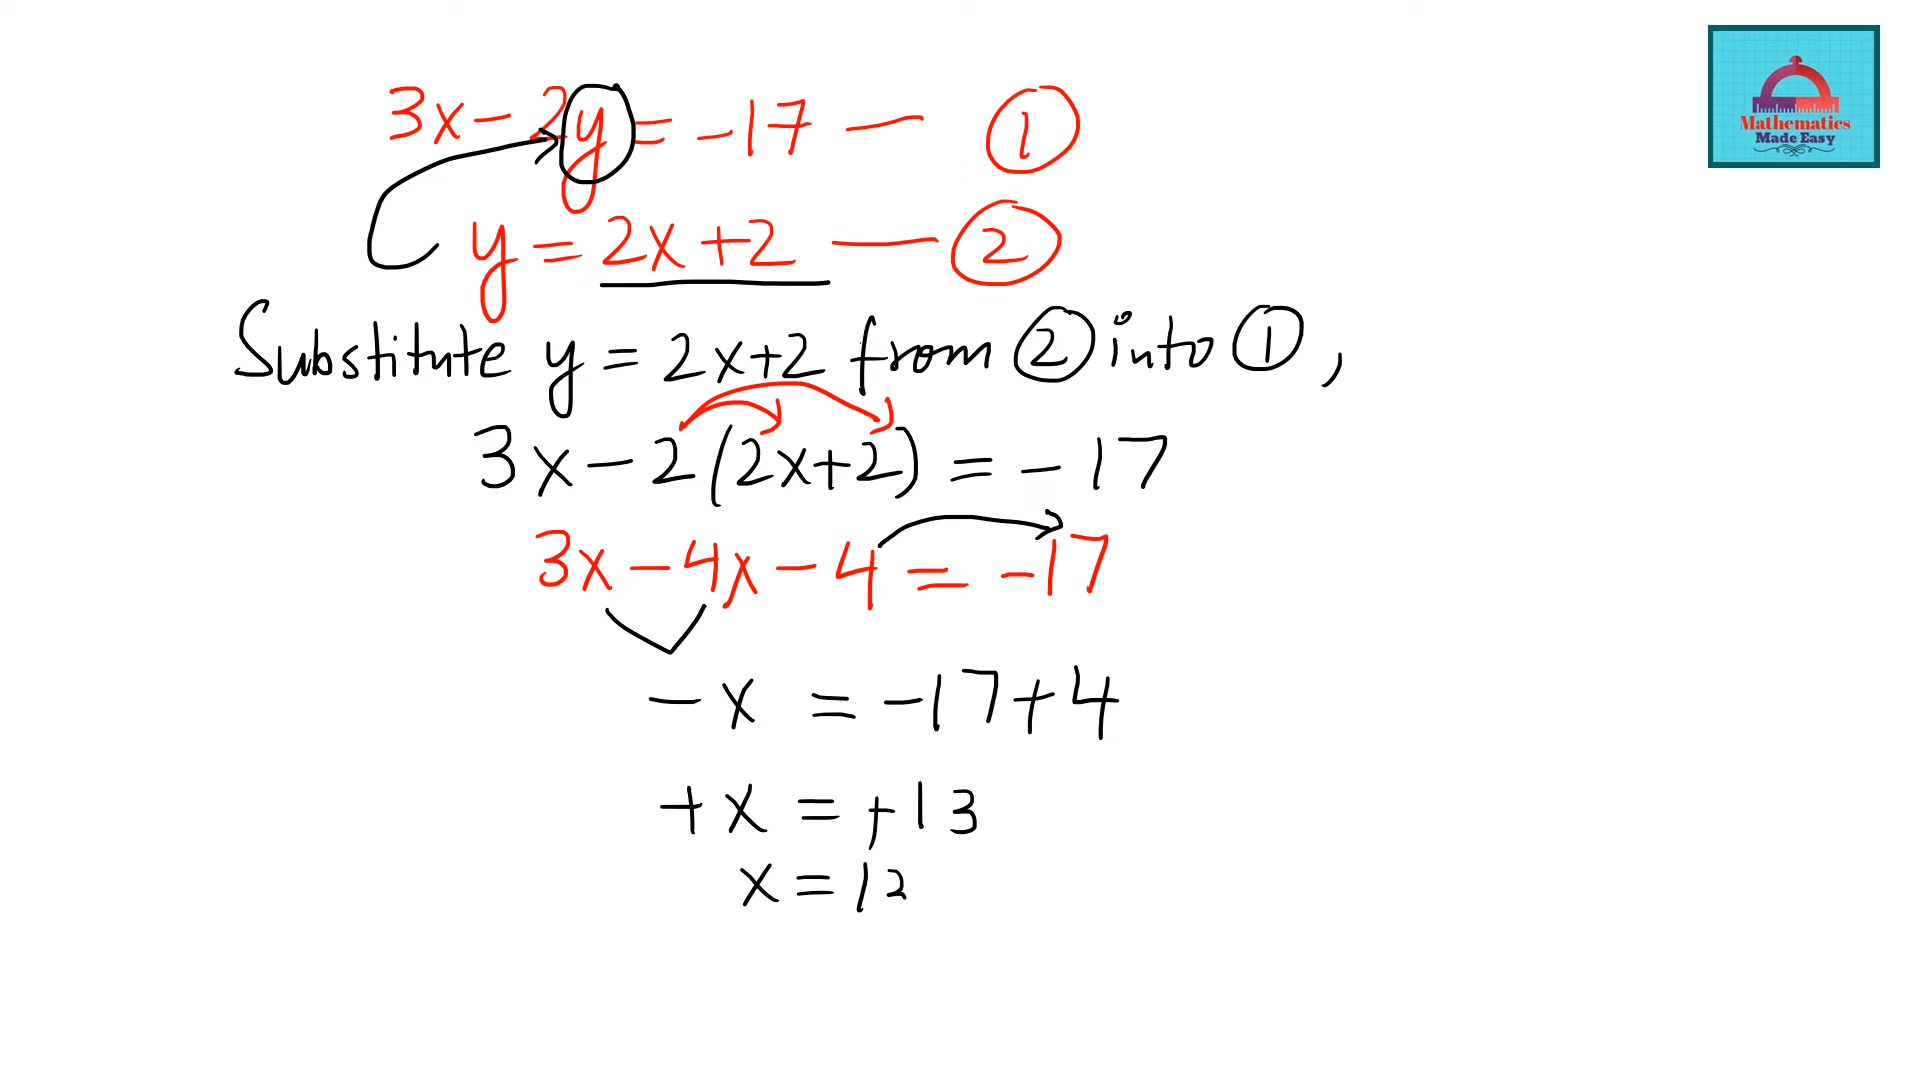 3x - 2y = -17 — ①
y = 2x + 2 — ②
Substitute y = 2x+2 from ② into ①,
3x - 2(2x+2) = -17
3x - 4x - 4 = -17
-x = -17+4
+x = +13
x = 12
Mathematics
Made Easy